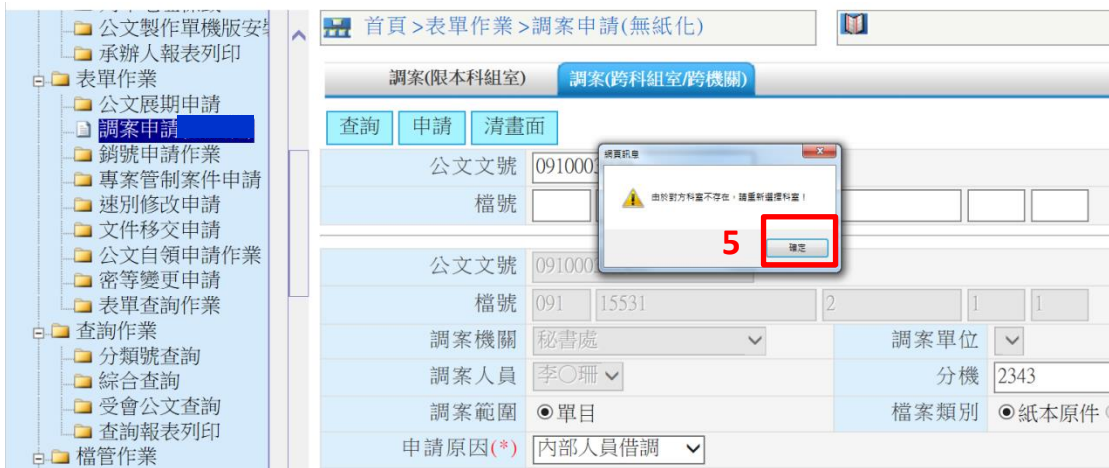 公文製作單機版安
承辦人報表列印
表單作業
公文展期申請
調案申請
銷號申請作業
專案管制案件申請
速別修改申請
文件移交申請
公文自領申請作業
密等變更申請
表單查詢作業
查詢作業
分類號查詢
綜合查詢
受會公文查詢
查詢報表列印
檔管作業
首頁>表單作業>調案申請(無紙化)
調案(限本科組室)
調案(跨科組室/跨機關)
查詢 申請 清畫面
公文文號 091000
檔號
網頁訊息
由於對方科室不存在,請重新選擇科室!
5
確定
公文文號 091000
檔號 091 15531 2 1 1
調案機關 秘書處 調案單位
調案人員 李○珊 分機 2343
調案範圍 單目 檔案類別 紙本原件
申請原因(*) 內部人員借調